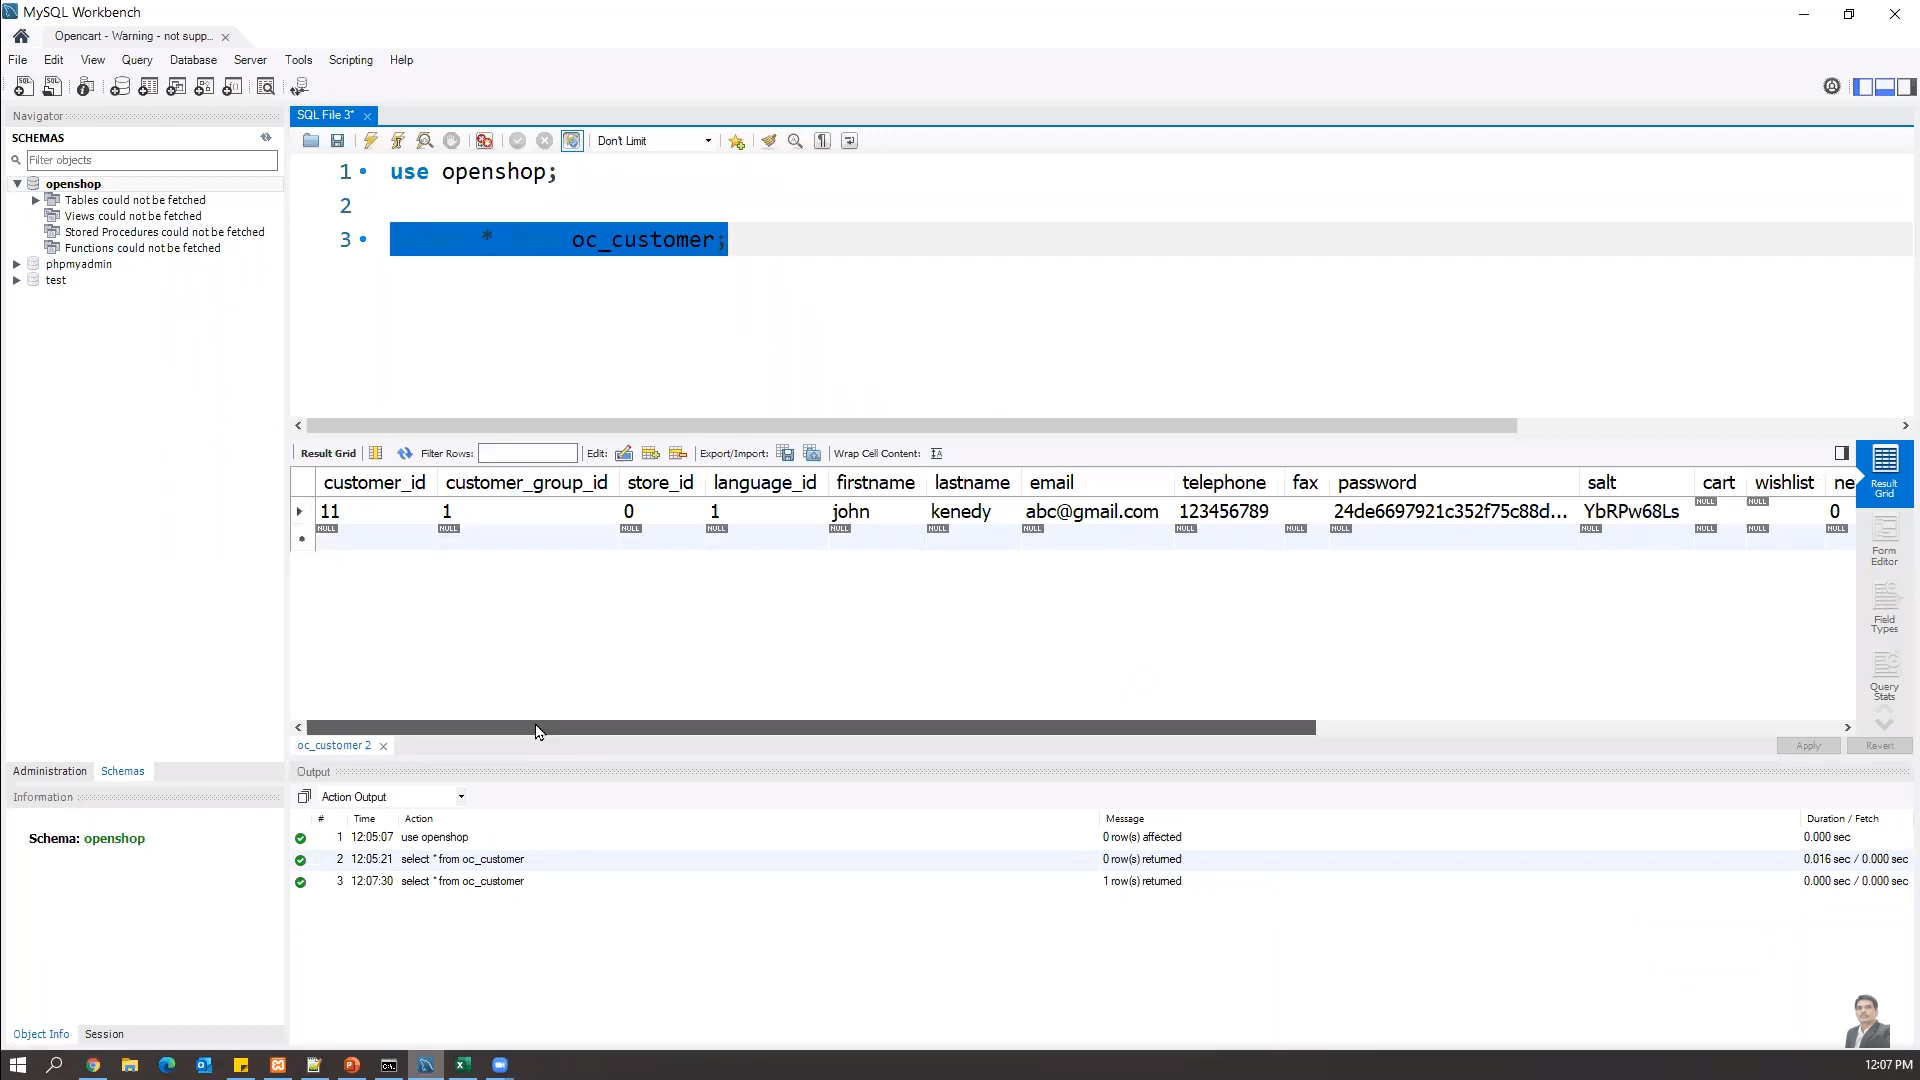 MySQL Workbench
Opencart - Warning - not supp...
File Edit View Query Database Server Tools Scripting Help
Navigator
SCHEMAS
Filter objects
openshop
Tables could not be fetched
Views could not be fetched
Stored Procedures could not be fetched
Functions could not be fetched
phpmyadmin
test
Administration Schemas
Information
Schema: openshop
Object Info Session
SQL File 3*
Don't Limit
1 use openshop;
2
3 * oc_customer;
Result Grid Filter Rows: Edit: Export/Import: Wrap Cell Content:
customer_id customer_group_id store_id language_id firstname lastname email telephone fax password salt cart wishlist ne
11 1 0 1 john kenedy abc@gmail.com 123456789 24de6697921c352f75c88d... YbRPw68Ls NULL NULL 0
NULL NULL NULL NULL NULL NULL NULL NULL NULL NULL NULL NULL NULL NULL
Result
Grid
Form
Editor
Field
Types
Query
Stats
oc_customer 2
Apply Revert
Output
Action Output
# Time Action Message Duration / Fetch
1 12:05:07 use openshop 0 row(s) affected 0.000 sec
2 12:05:21 select * from oc_customer 0 row(s) returned 0.016 sec / 0.000 sec
3 12:07:30 select * from oc_customer 1 row(s) returned 0.000 sec / 0.000 sec
12:07 PM